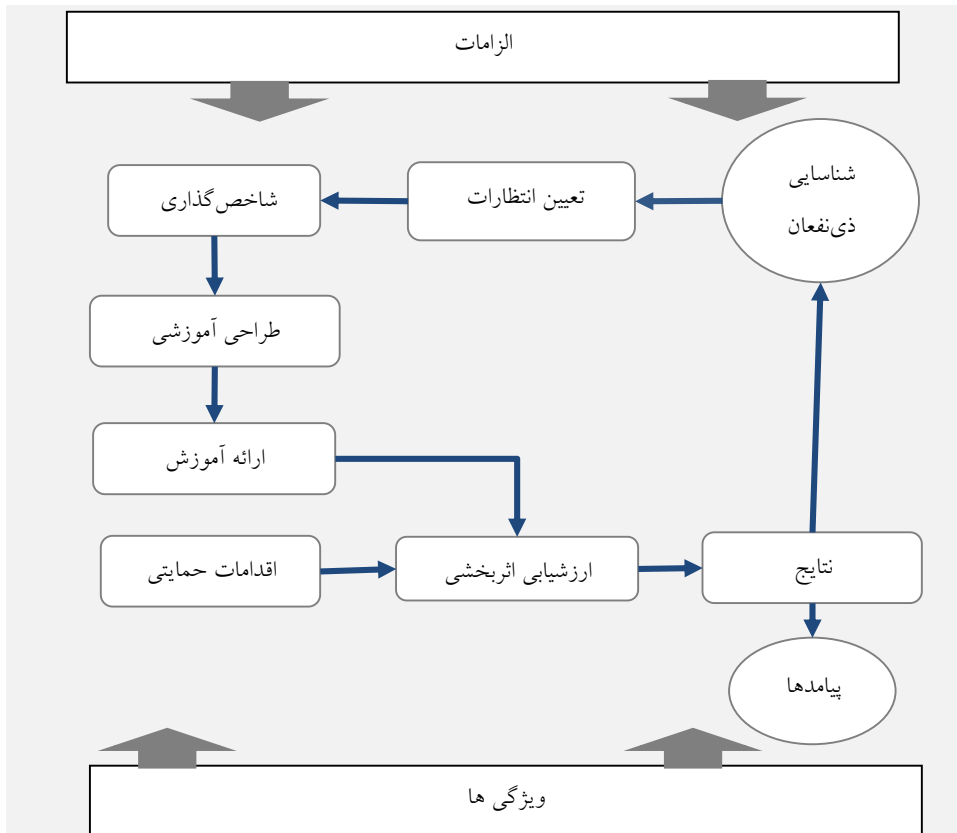 الزامات
شناسایی
ذی‌نفعان
تعیین انتظارات
شاخص‌گذاری
طراحی آموزشی
ارائه آموزش
اقدامات حمایتی
ارزشیابی اثربخشی
نتایج
پیامدها
ویژگی ها